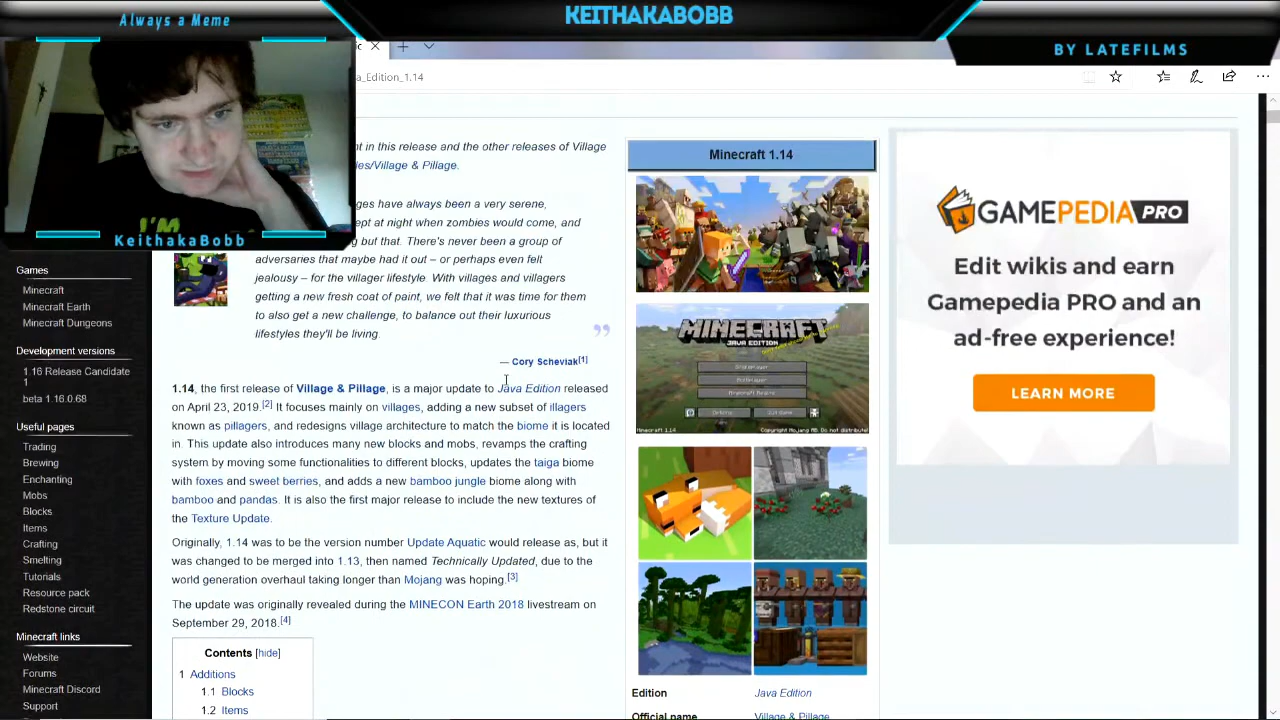 Always a Meme
KEITHAKABOBB
BY LATEFILMS
a_Edition_1.14
I'M
KeithakaBobb
Games
Minecraft
Minecraft Earth
Minecraft Dungeons
Development versions
1.16 Release Candidate
1
beta 1.16.0.68
Useful pages
Trading
Brewing
Enchanting
Mobs
Blocks
Items
Crafting
Smelting
Tutorials
Resource pack
Redstone circuit
Minecraft links
Website
Forums
Minecraft Discord
Support
nt in this release and the other releases of Village
les/Village & Pillage.
ges have always been a very serene,
ept at night when zombies would come, and
g but that. There's never been a group of
adversaries that maybe had it out – or perhaps even felt
jealousy – for the villager lifestyle. With villages and villagers
getting a new fresh coat of paint, we felt that it was time for them
to also get a new challenge, to balance out their luxurious
lifestyles they'll be living.
— Cory Scheviak[1]
1.14, the first release of Village & Pillage, is a major update to Java Edition released
on April 23, 2019.[2] It focuses mainly on villages, adding a new subset of illagers
known as pillagers, and redesigns village architecture to match the biome it is located
in. This update also introduces many new blocks and mobs, revamps the crafting
system by moving some functionalities to different blocks, updates the taiga biome
with foxes and sweet berries, and adds a new bamboo jungle biome along with
bamboo and pandas. It is also the first major release to include the new textures of
the Texture Update.
Originally, 1.14 was to be the version number Update Aquatic would release as, but it
was changed to be merged into 1.13, then named Technically Updated, due to the
world generation overhaul taking longer than Mojang was hoping.[3]
The update was originally revealed during the MINECON Earth 2018 livestream on
September 29, 2018.[4]
Contents [hide]
1 Additions
1.1 Blocks
1.2 Items
Minecraft 1.14
MINECRAFT
JAVA EDITION
Minecraft Realms
Minecraft 1.14
Copyright Mojang AB. Do not distribute!
Edition Java Edition
Official name Village & Pillage
GAMEPEDIA PRO
Edit wikis and earn
Gamepedia PRO and an
ad-free experience!
LEARN MORE